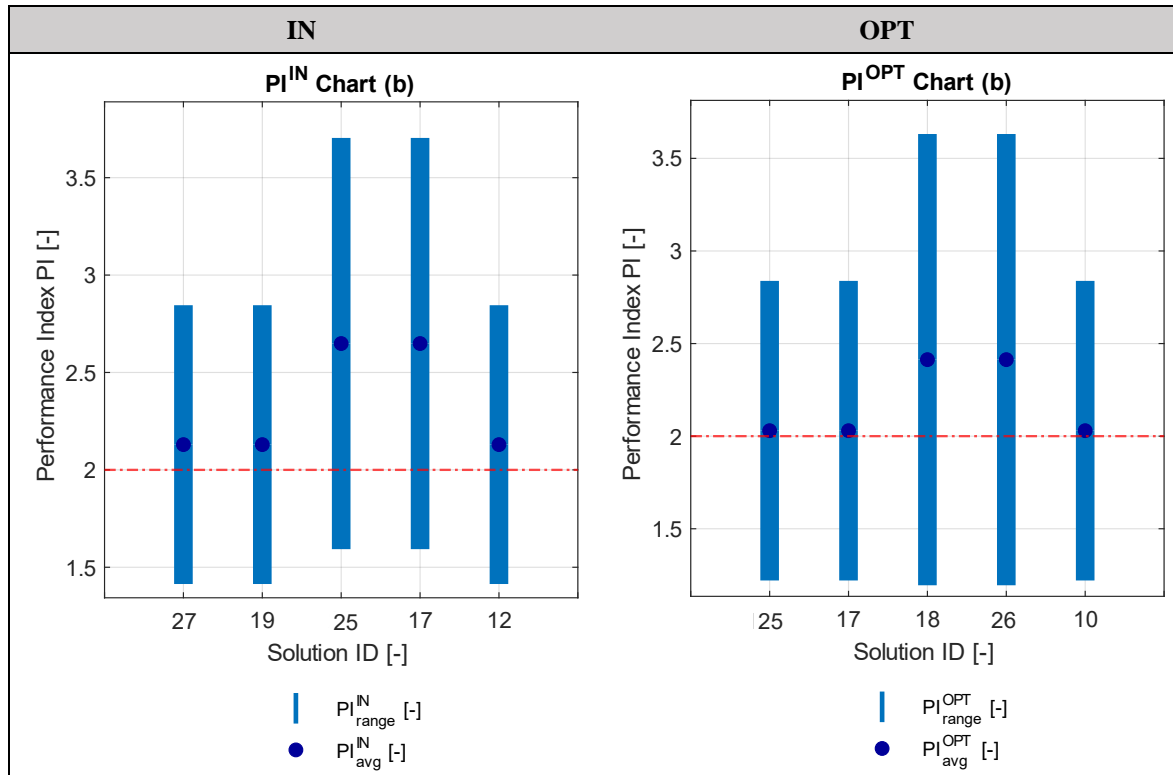 IN
OPT
PI^IN Chart (b)
Performance Index PI [-]
3.5
3
2.5
2
1.5
27 19 25 17 12
Solution ID [-]
PI^IN_range [-]
PI^IN_avg [-]
PI^OPT Chart (b)
Performance Index PI [-]
3.5
3
2.5
2
1.5
25 17 18 26 10
Solution ID [-]
PI^OPT_range [-]
PI^OPT_avg [-]